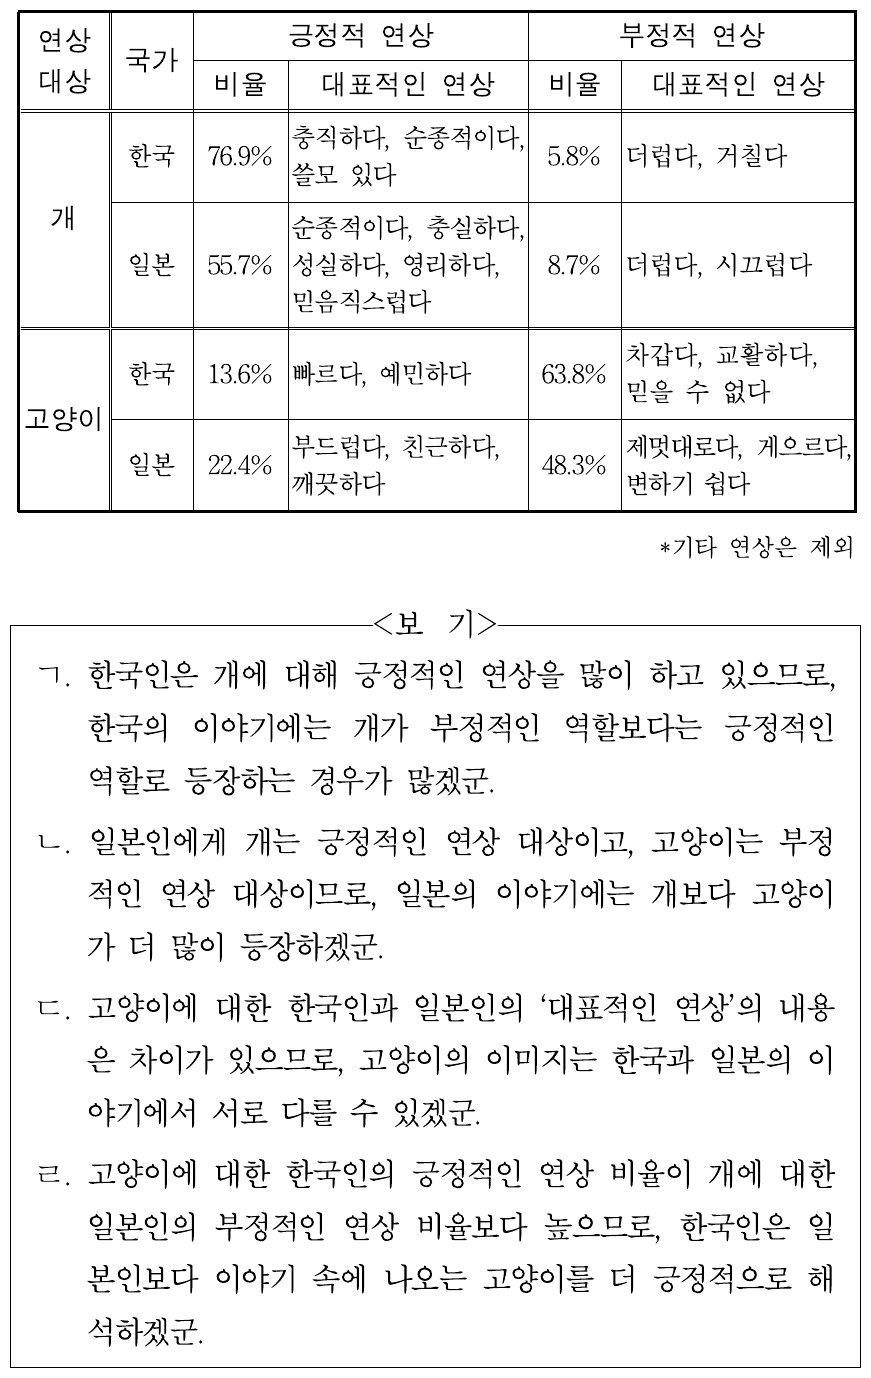 연상 대상 국가 긍정적 연상 부정적 연상
비율 대표적인 연상 비율 대표적인 연상
개 한국 76.9% 충직하다, 순종적이다, 쓸모 있다 5.8% 더럽다, 거칠다
일본 55.7% 순종적이다, 충실하다, 성실하다, 영리하다, 믿음직스럽다 8.7% 더럽다, 시끄럽다
고양이 한국 13.6% 빠르다, 예민하다 63.8% 차갑다, 교활하다, 믿을 수 없다
일본 22.4% 부드럽다, 친근하다, 깨끗하다 48.3% 제멋대로다, 게으르다, 변하기 쉽다
*기타 연상은 제외
<보 기>
ㄱ. 한국인은 개에 대해 긍정적인 연상을 많이 하고 있으므로,
한국의 이야기에는 개가 부정적인 역할보다는 긍정적인
역할로 등장하는 경우가 많겠군.
ㄴ. 일본인에게 개는 긍정적인 연상 대상이고, 고양이는 부정
적인 연상 대상이므로, 일본의 이야기에는 개보다 고양이
가 더 많이 등장하겠군.
ㄷ. 고양이에 대한 한국인과 일본인의 ‘대표적인 연상’의 내용
은 차이가 있으므로, 고양이의 이미지는 한국과 일본의 이
야기에서 서로 다를 수 있겠군.
ㄹ. 고양이에 대한 한국인의 긍정적인 연상 비율이 개에 대한
일본인의 부정적인 연상 비율보다 높으므로, 한국인은 일
본인보다 이야기 속에 나오는 고양이를 더 긍정적으로 해
석하겠군.